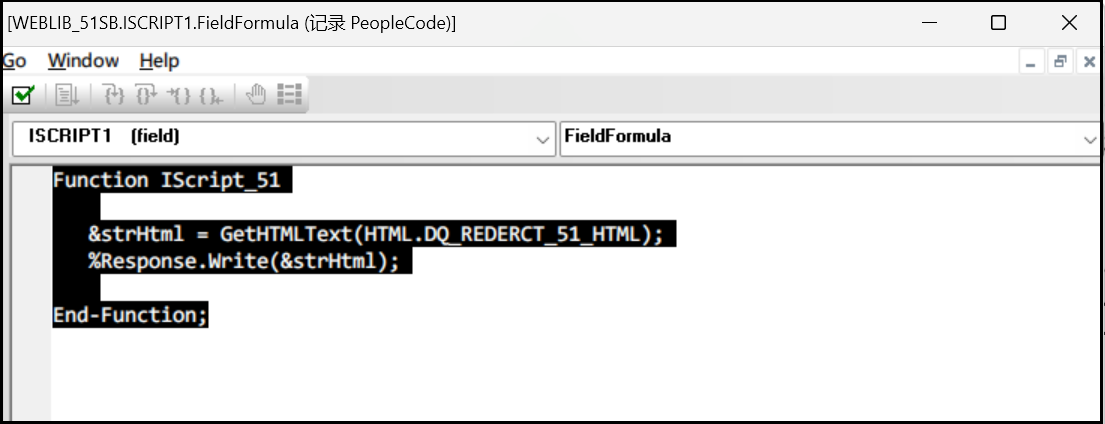 [WEBLIB_51SB.ISCRIPT1.FieldFormula (记录 PeopleCode)]
Go Window Help
ISCRIPT1 (field) FieldFormula
Function IScript_51
&strHtml = GetHTMLText(HTML.DQ_REDERCT_51_HTML);
%Response.Write(&strHtml);
End-Function;